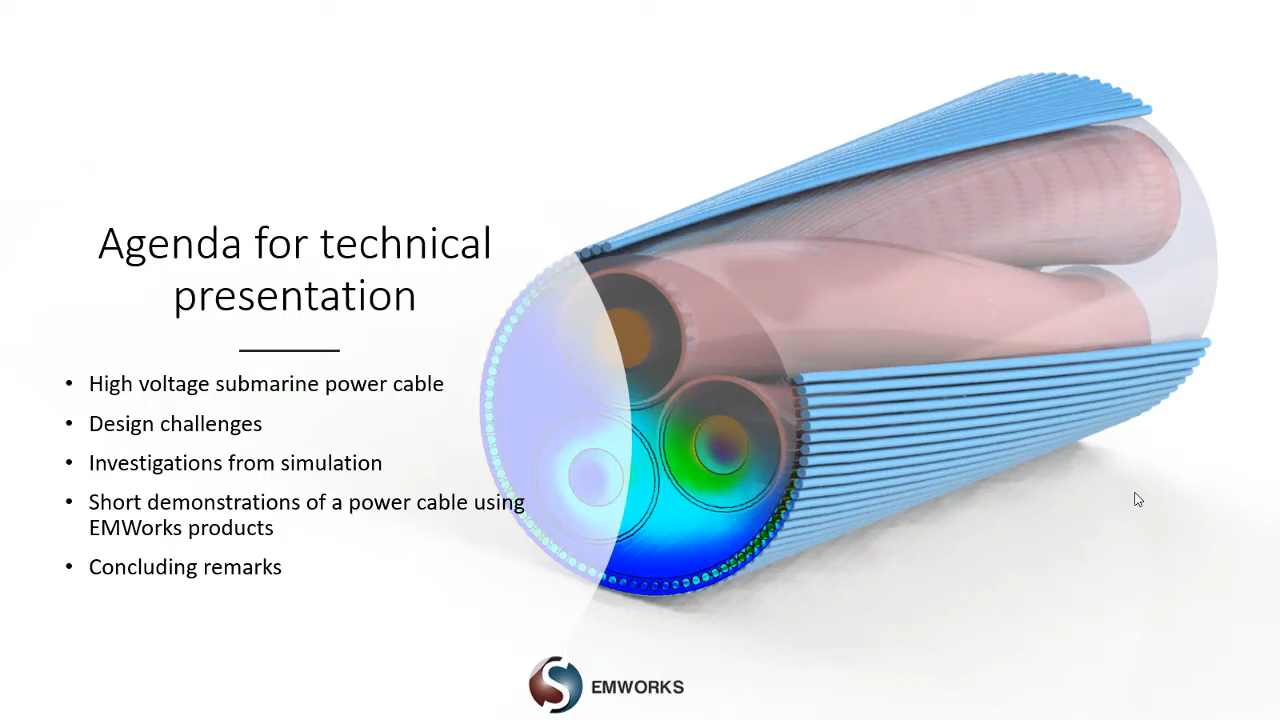 Agenda for technical
presentation
• High voltage submarine power cable
• Design challenges
• Investigations from simulation
• Short demonstrations of a power cable using
EMWorks products
• Concluding remarks
EMWORKS